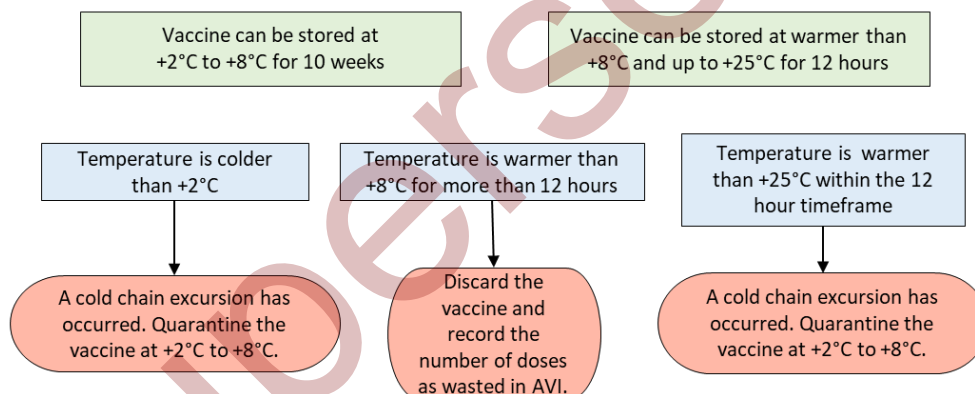 Vaccine can be stored at
+2°C to +8°C for 10 weeks
Vaccine can be stored at warmer than
+8°C and up to +25°C for 12 hours
Temperature is colder
than +2°C
Temperature is warmer than
+8°C for more than 12 hours
Temperature is warmer
than +25°C within the 12
hour timeframe
A cold chain excursion has
occurred. Quarantine the
vaccine at +2°C to +8°C.
Discard the
vaccine and
record the
number of doses
as wasted in AVI.
A cold chain excursion has
occurred. Quarantine the
vaccine at +2°C to +8°C.